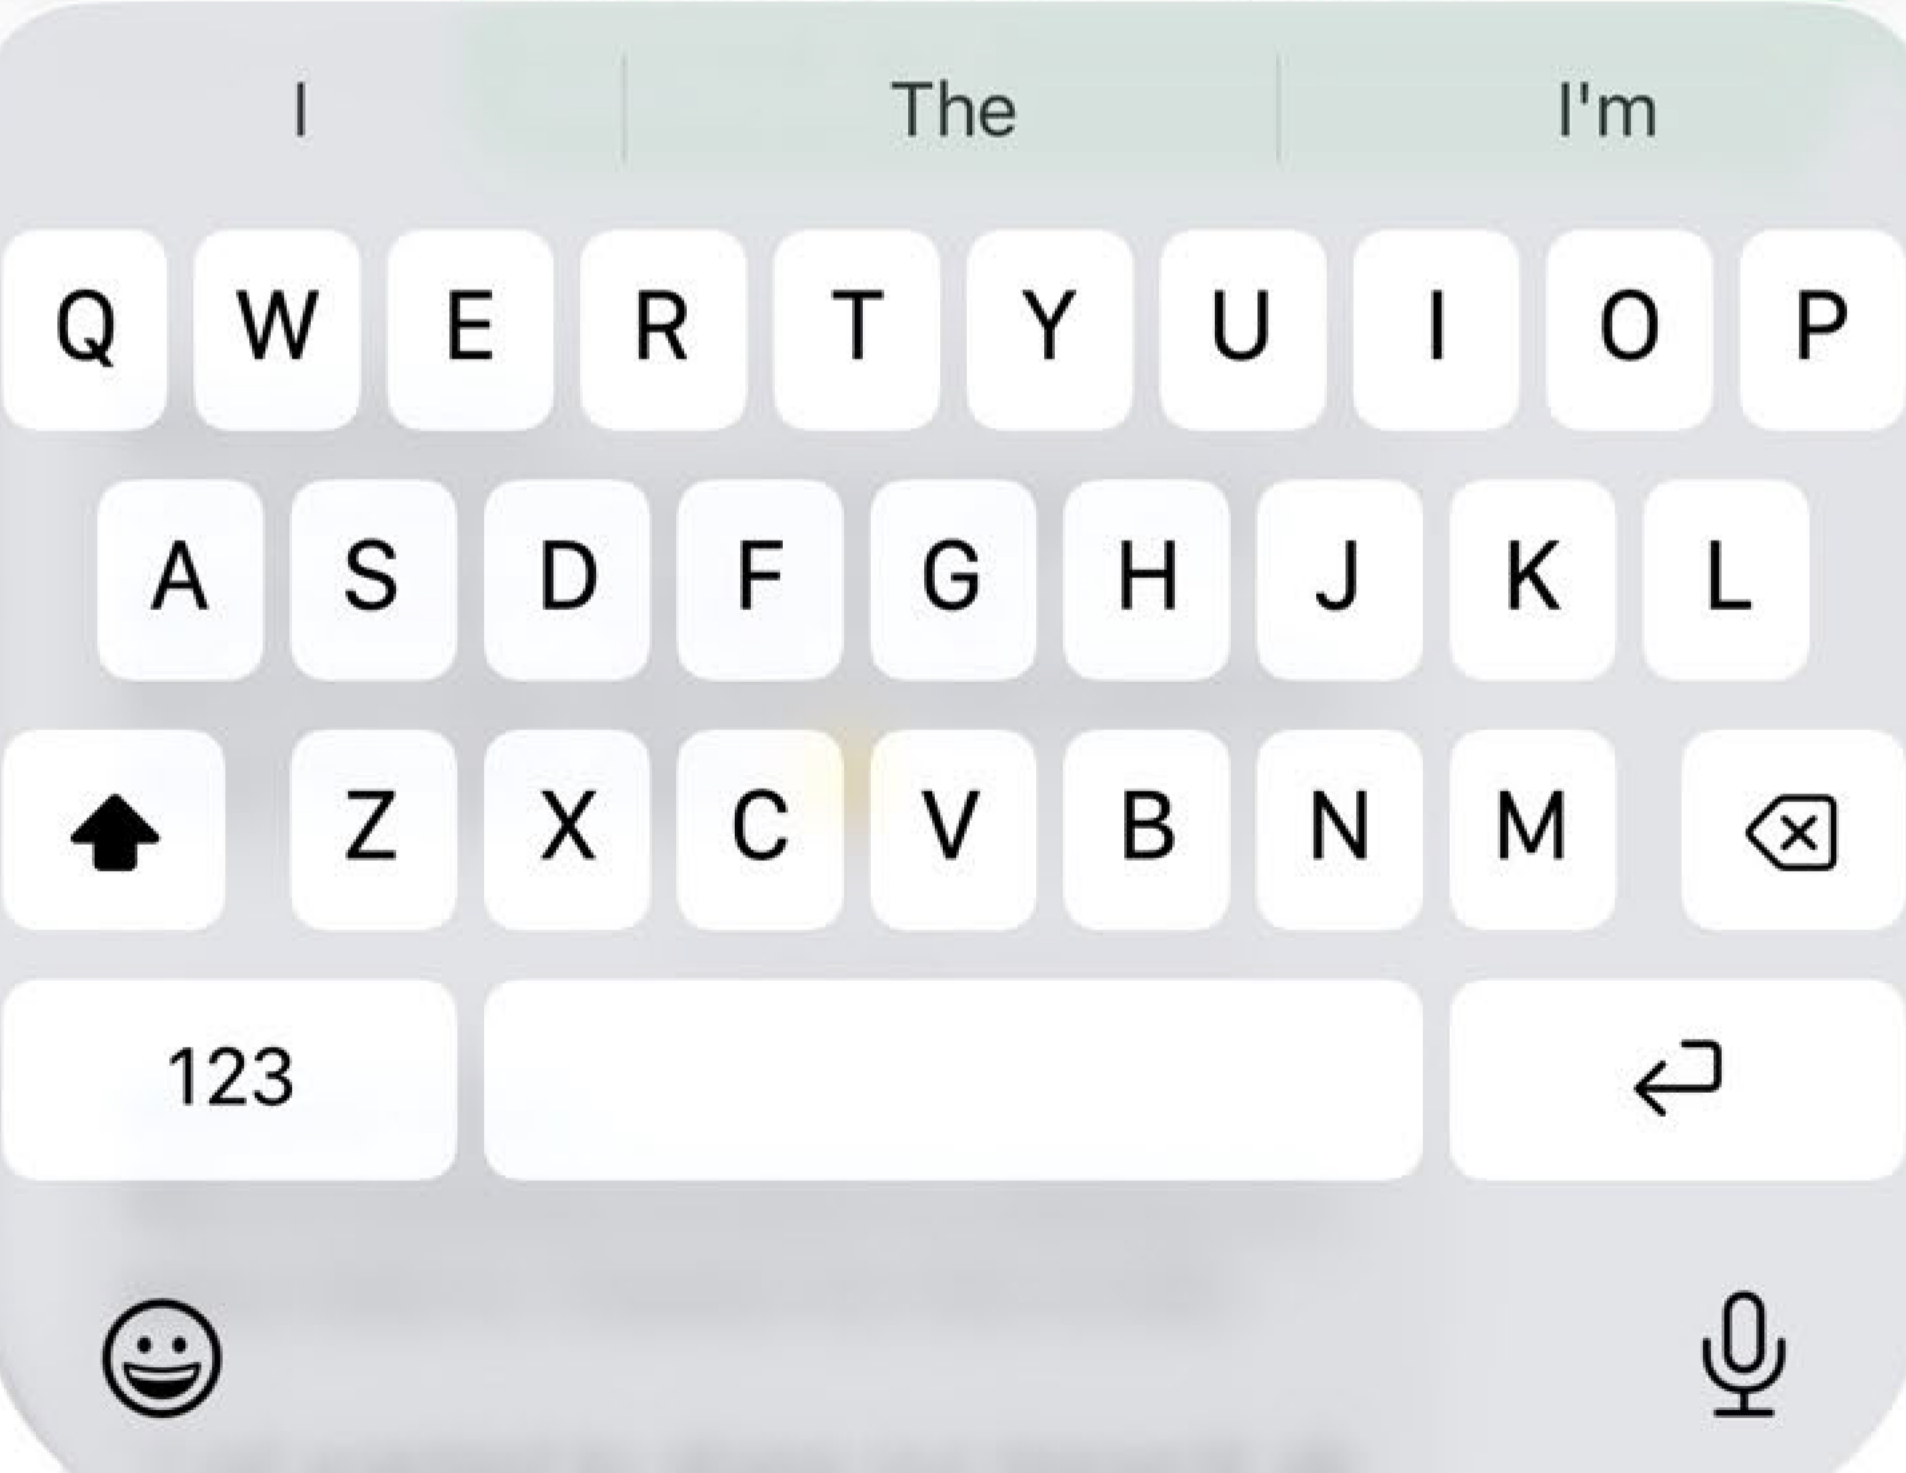 I The I'm
Q W E R T Y U I O P
A S D F G H J K L
Z X C V B N M
123